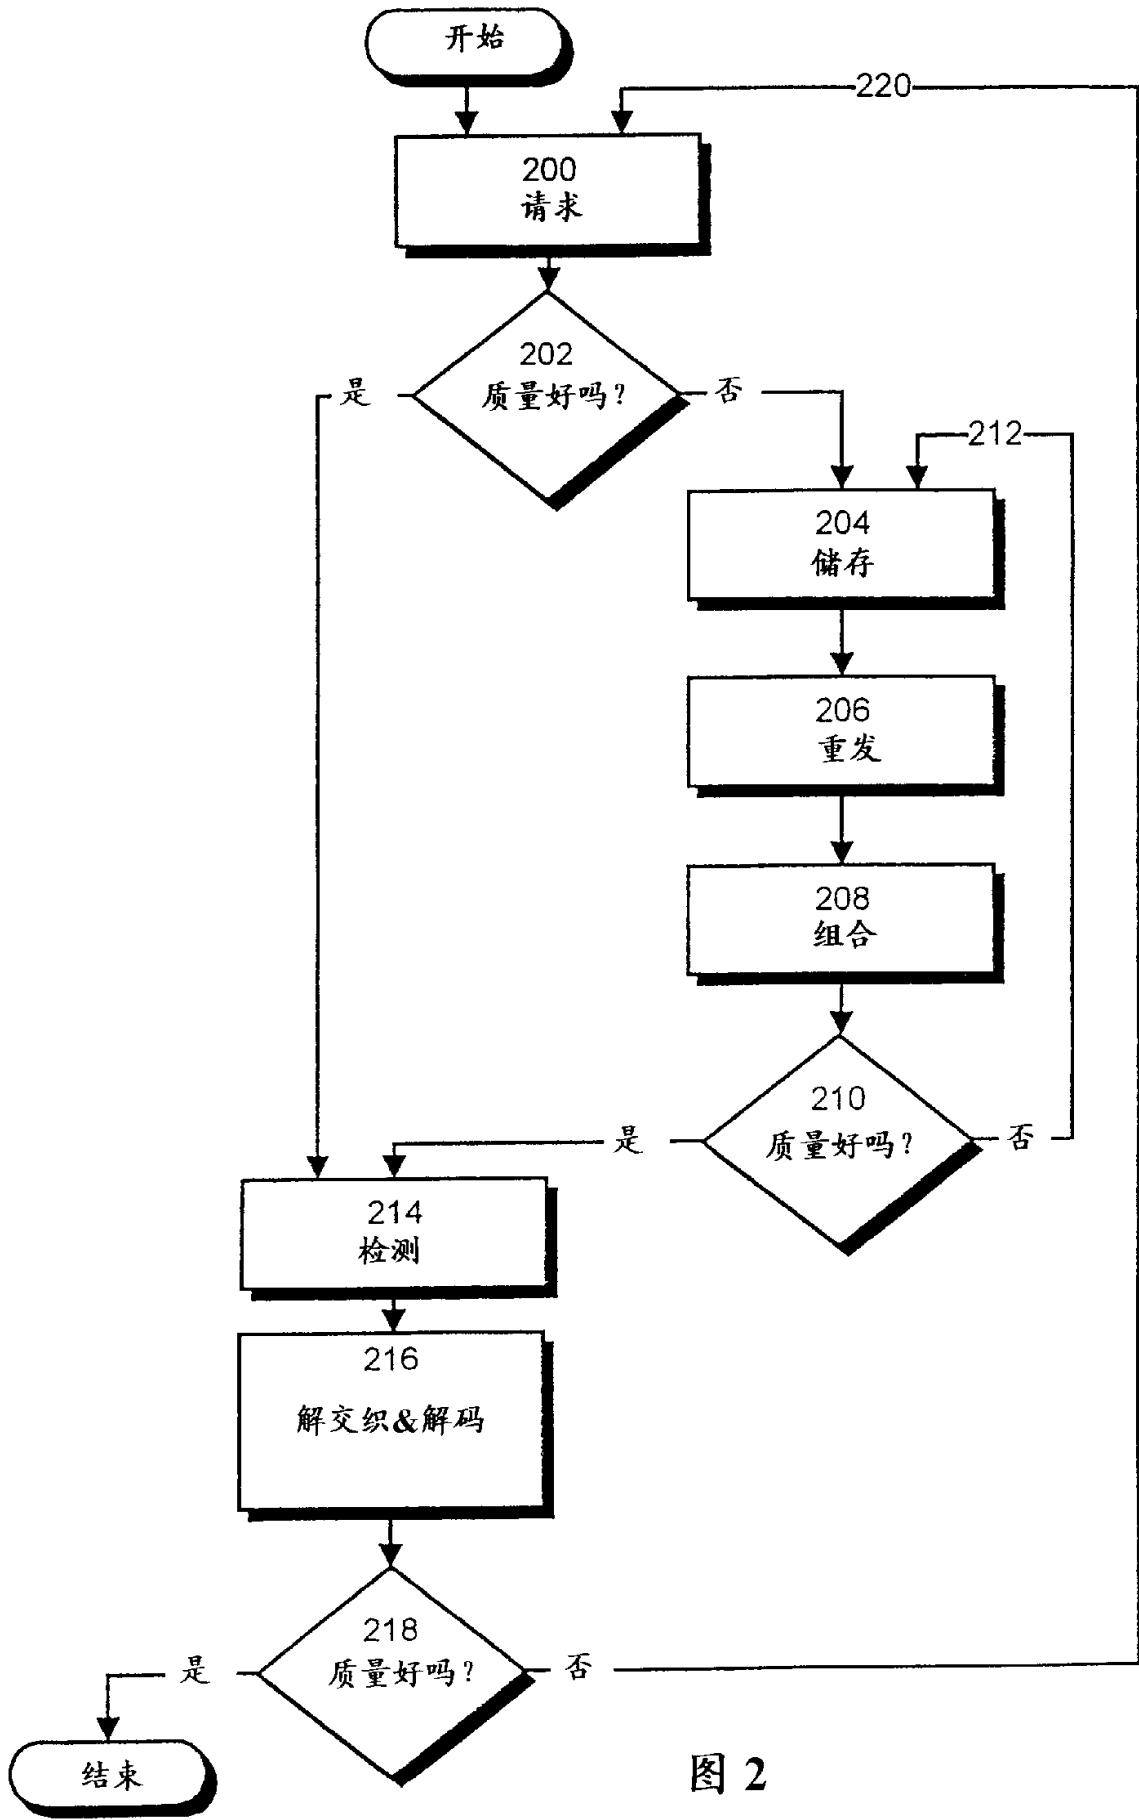 开始
220
200
请求
202
质量好吗?
是
否
212
204
储存
206
重发
208
组合
210
质量好吗?
是
否
214
检测
216
解交织&解码
218
质量好吗?
是
否
结束
图 2